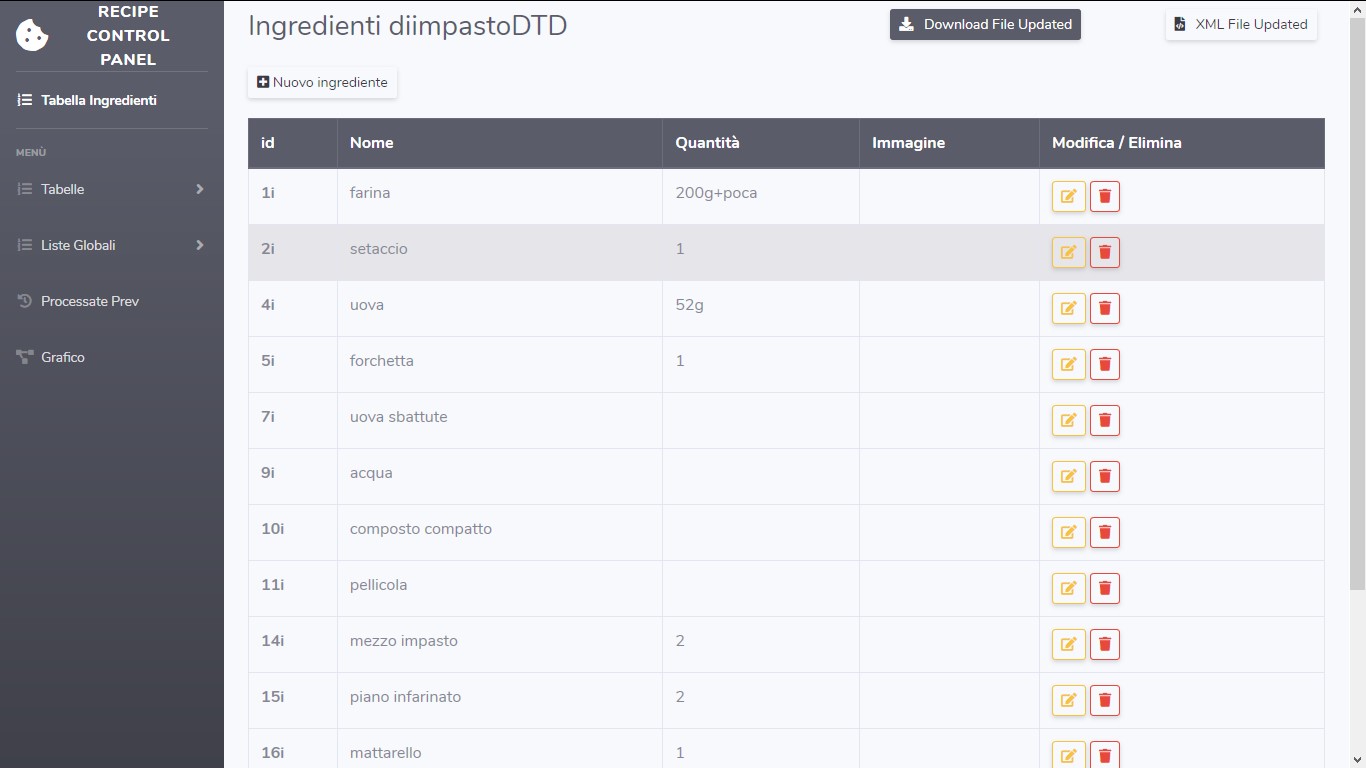 RECIPE
CONTROL
PANEL
Tabella Ingredienti
MENÙ
Tabelle
Liste Globali
Processate Prev
Grafico
Ingredienti diimpastoDTD
Download File Updated
XML File Updated
Nuovo ingrediente
id Nome Quantità Immagine Modifica / Elimina
1i farina 200g+poca
2i setaccio 1
4i uova 52g
5i forchetta 1
7i uova sbattute
9i acqua
10i composto compatto
11i pellicola
14i mezzo impasto 2
15i piano infarinato 2
16i mattarello 1